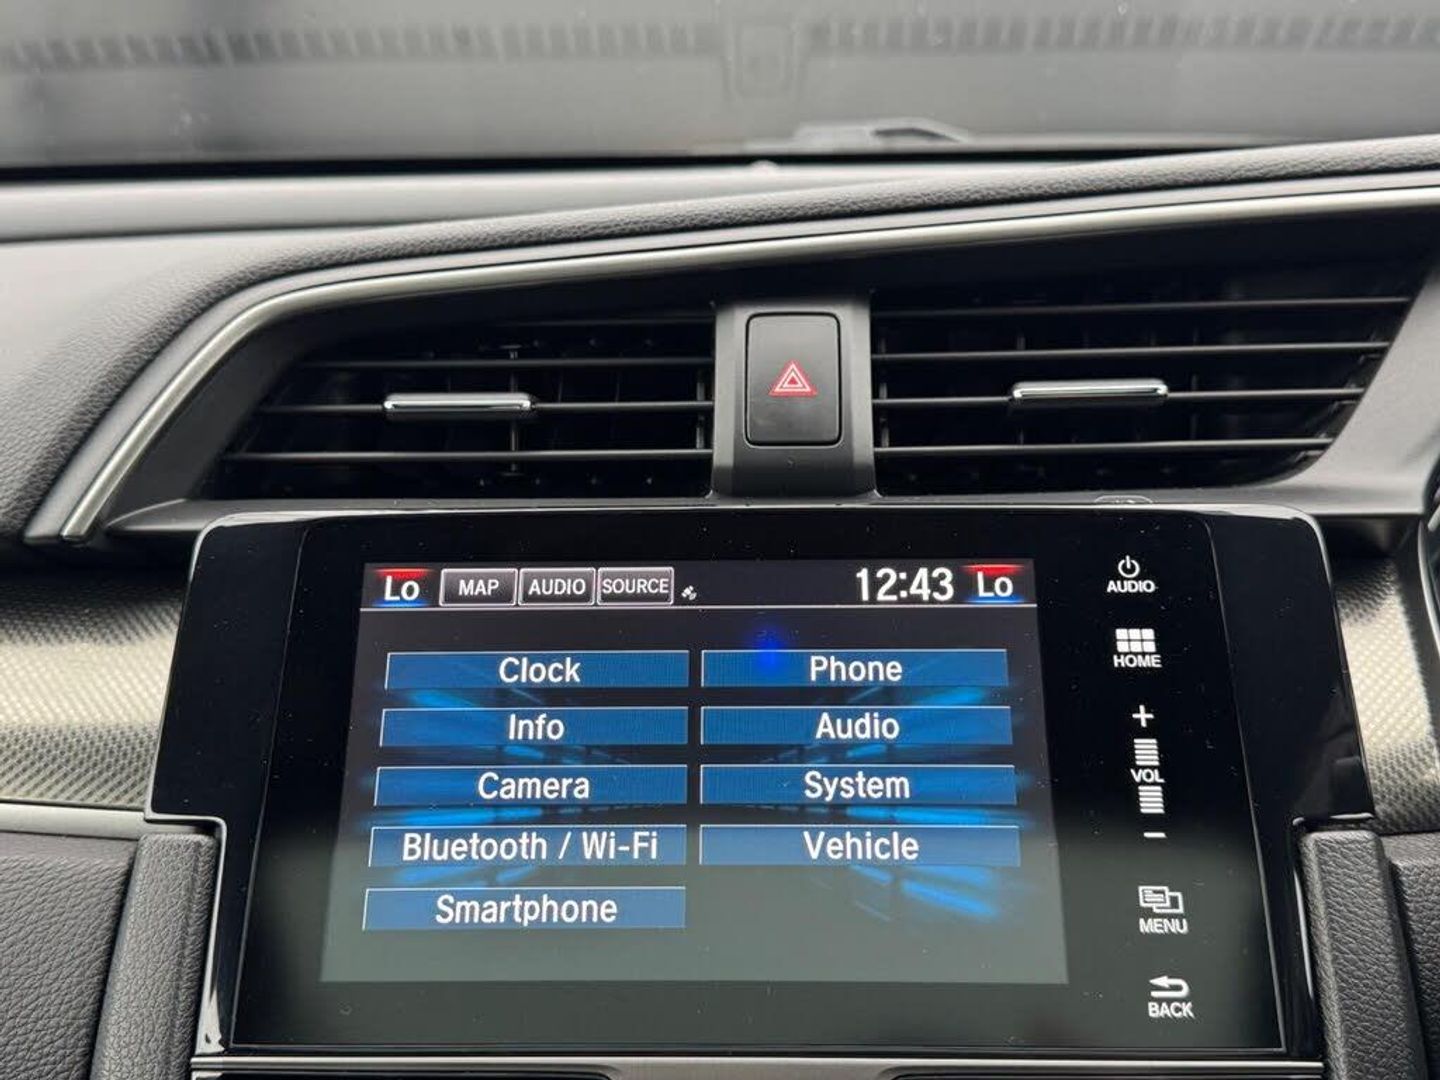 Lo MAP AUDIO SOURCE 12:43 Lo
Clock Phone
Info Audio
Camera System
Bluetooth / Wi-Fi Vehicle
Smartphone
AUDIO
HOME
+
VOL
−
MENU
BACK